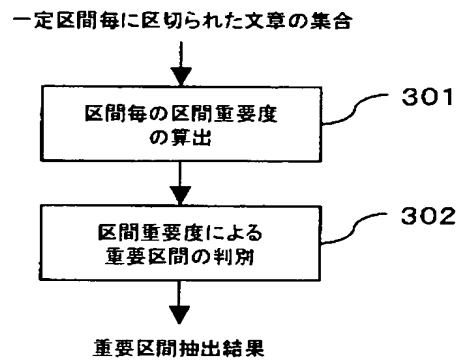 一定区間毎に区切られた文章の集合
区間毎の区間重要度
の算出
301
区間重要度による
重要区間の判別
302
重要区間抽出結果